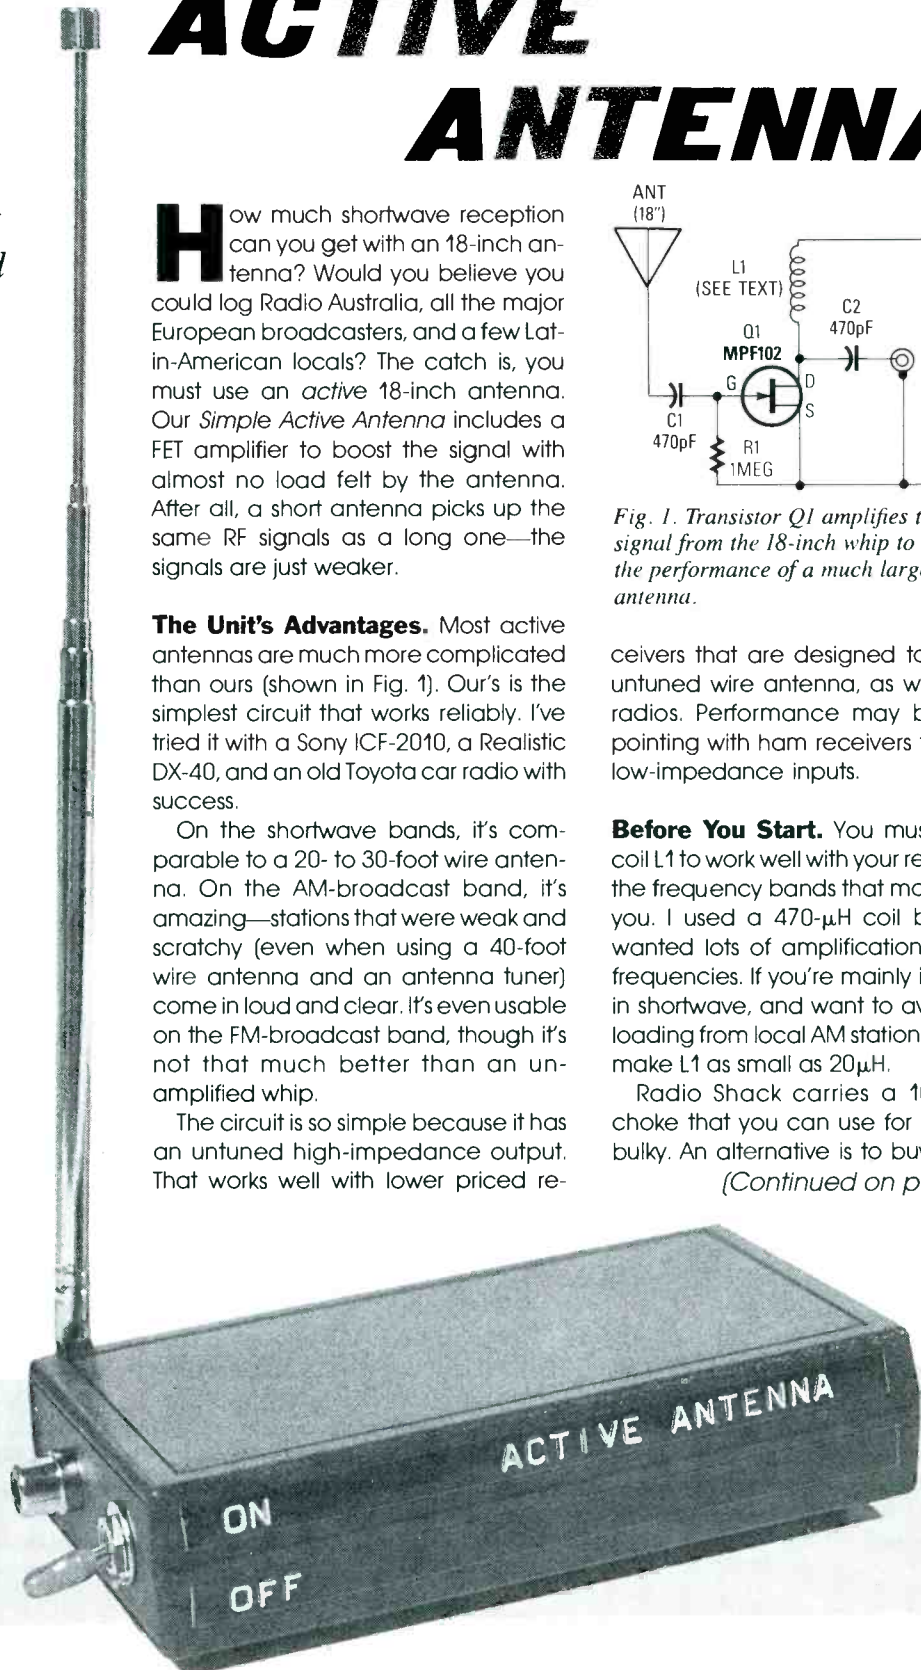 ACTIVE
ANTENNA
How much shortwave reception
can you get with an 18-inch an-
tenna? Would you believe you
could log Radio Australia, all the major
European broadcasters, and a few Lat-
in-American locals? The catch is, you
must use an active 18-inch antenna.
Our Simple Active Antenna includes a
FET amplifier to boost the signal with
almost no load felt by the antenna.
After all, a short antenna picks up the
same RF signals as a long one—the
signals are just weaker.
The Unit's Advantages. Most active
antennas are much more complicated
than ours (shown in Fig. 1). Our's is the
simplest circuit that works reliably. I've
tried it with a Sony ICF-2010, a Realistic
DX-40, and an old Toyota car radio with
success.
On the shortwave bands, it's com-
parable to a 20- to 30-foot wire anten-
na. On the AM-broadcast band, it's
amazing—stations that were weak and
scratchy (even when using a 40-foot
wire antenna and an antenna tuner)
come in loud and clear. It's even usable
on the FM-broadcast band, though it's
not that much better than an un-
amplified whip.
The circuit is so simple because it has
an untuned high-impedance output.
That works well with lower priced re-
ANT
(18")
L1
(SEE TEXT)
C2
470pF
Q1
MPF102
G
D
S
C1
470pF
R1
1MEG
Fig. 1. Transistor Q1 amplifies t
signal from the 18-inch whip to
the performance of a much large
antenna.
ceivers that are designed to
untuned wire antenna, as w
radios. Performance may b
pointing with ham receivers
low-impedance inputs.
Before You Start. You mus
coil L1 to work well with your re
the frequency bands that mo
you. I used a 470-µH coil b
wanted lots of amplification
frequencies. If you're mainly i
in shortwave, and want to av
loading from local AM station
make L1 as small as 20µH.
Radio Shack carries a 1
choke that you can use for
bulky. An alternative is to buy
(Continued on p
ACTIVE ANTENNA
ON
OFF